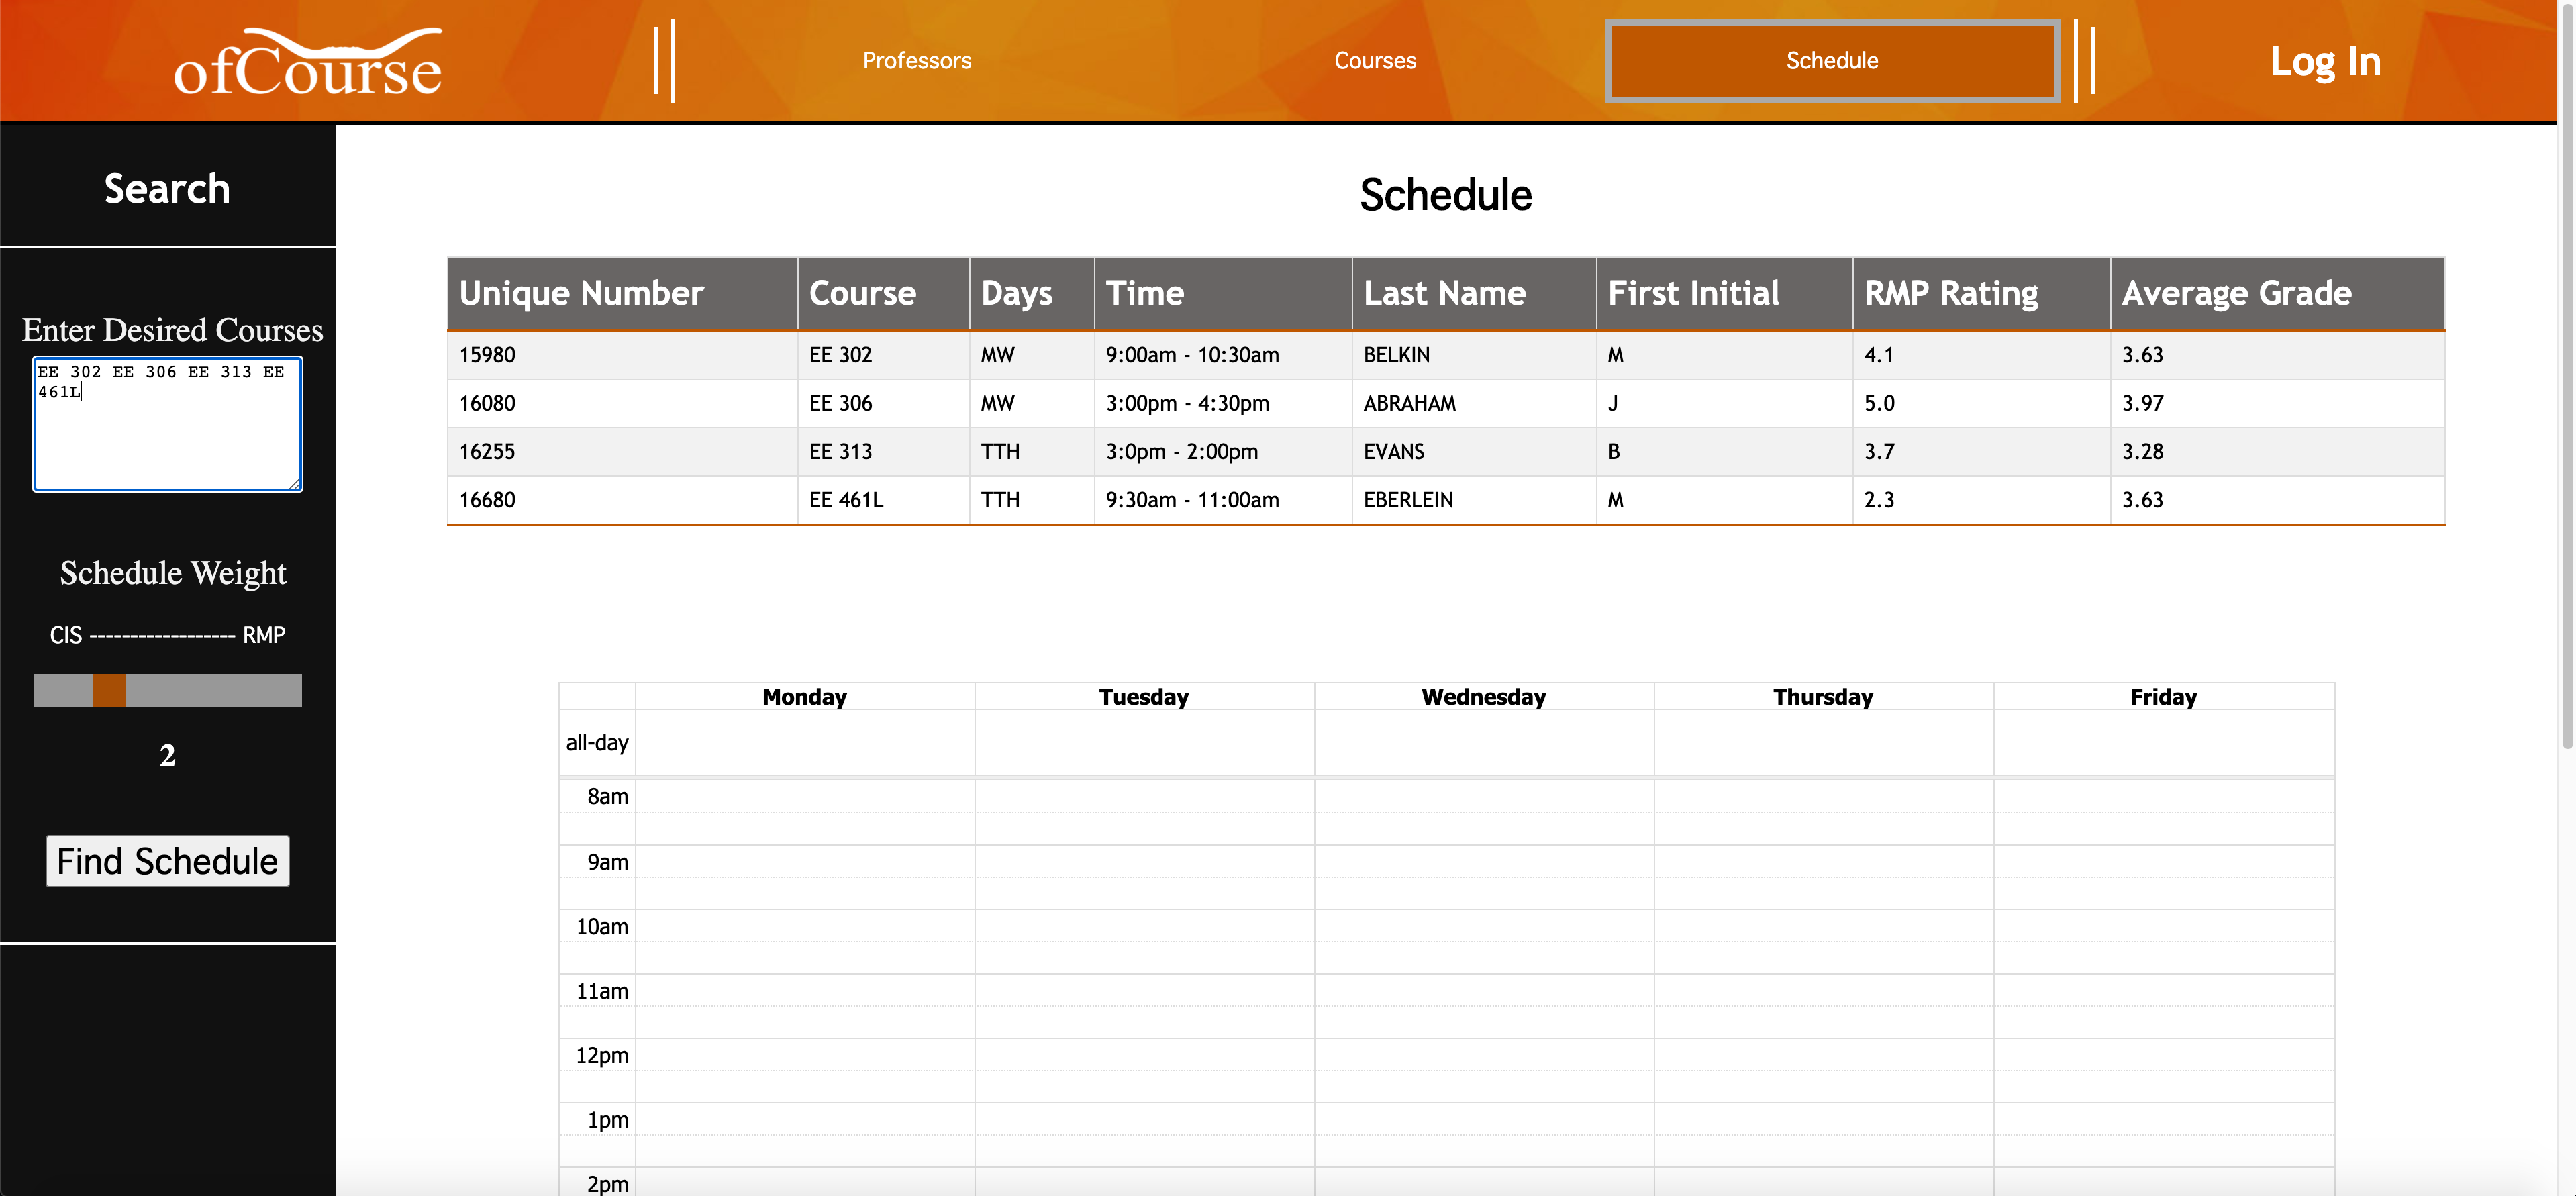 ofCourse
Professors
Courses
Schedule
Log In
Search
Enter Desired Courses
EE 302 EE 306 EE 313 EE
461L
Schedule Weight
CIS ------------------ RMP
2
Find Schedule
Schedule
Unique Number Course Days Time Last Name First Initial RMP Rating Average Grade
15980 EE 302 MW 9:00am - 10:30am BELKIN M 4.1 3.63
16080 EE 306 MW 3:00pm - 4:30pm ABRAHAM J 5.0 3.97
16255 EE 313 TTH 3:0pm - 2:00pm EVANS B 3.7 3.28
16680 EE 461L TTH 9:30am - 11:00am EBERLEIN M 2.3 3.63
Monday Tuesday Wednesday Thursday Friday
all-day
8am
9am
10am
11am
12pm
1pm
2pm